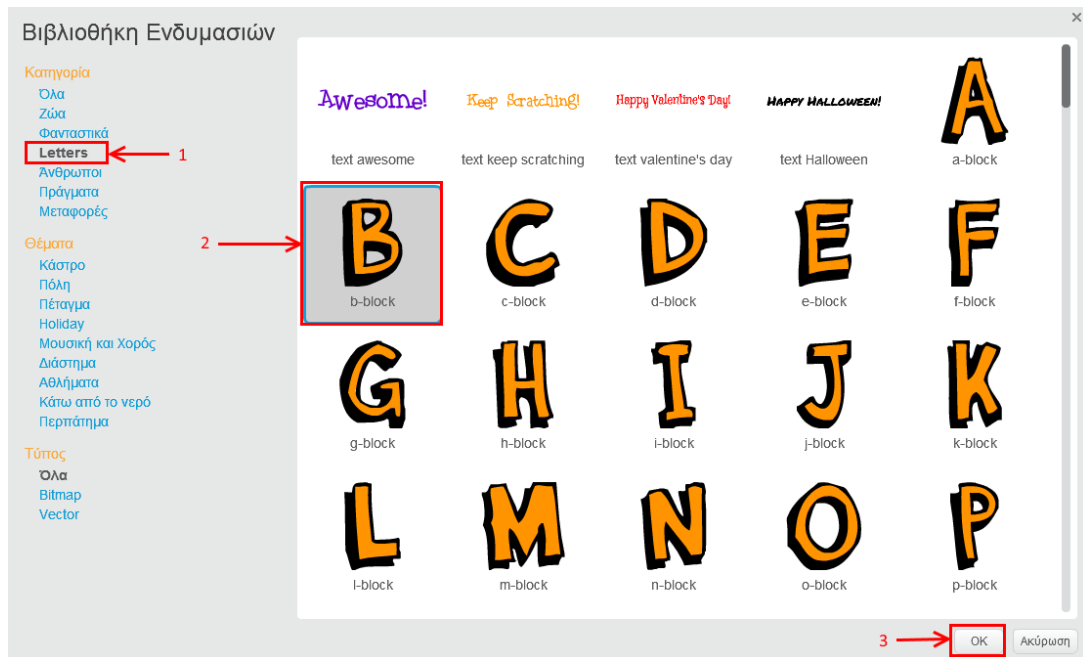 Βιβλιοθήκη Ενδυμασιών
×
Κατηγορία
Όλα
Ζώα
Φανταστικά
Letters
1
Άνθρωποι
Πράγματα
Μεταφορές
Θέματα
2
Κάστρο
Πόλη
Πέταγμα
Holiday
Μουσική και Χορός
Διάστημα
Αθλήματα
Κάτω από το νερό
Περπάτημα
Τύπος
Όλα
Bitmap
Vector
Awesome! Keep Scratching! Happy Valentine's Day! HAPPY HALLOWEEN! A
text awesome text keep scratching text valentine's day text Halloween a-block
B C D E F
b-block c-block d-block e-block f-block
G H I J K
g-block h-block i-block j-block k-block
L M N O P
l-block m-block n-block o-block p-block
3 OK Ακύρωση